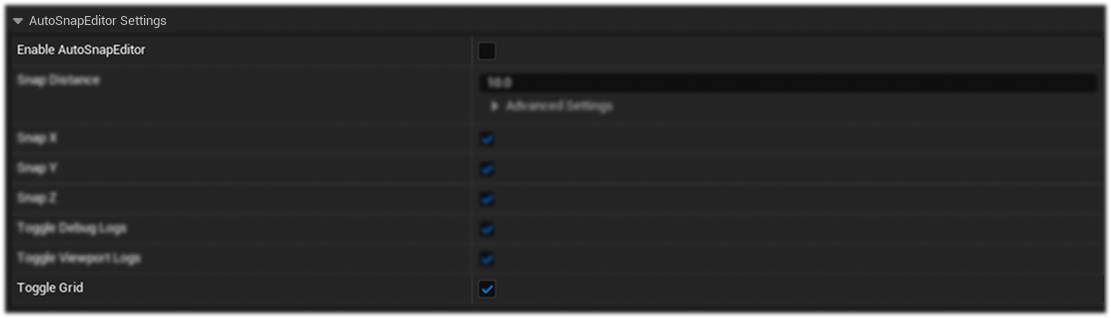 AutoSnapEditor Settings
Enable AutoSnapEditor
Snap Distance
10.0
Advanced Settings
Snap X
Snap Y
Snap Z
Toggle Debug Logs
Toggle Viewport Logs
Toggle Grid